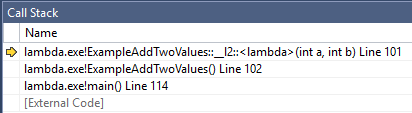 Call Stack
Name
lambda.exe!ExampleAddTwoValues::__l2::<lambda>(int a, int b) Line 101
lambda.exe!ExampleAddTwoValues() Line 102
lambda.exe!main() Line 114
[External Code]